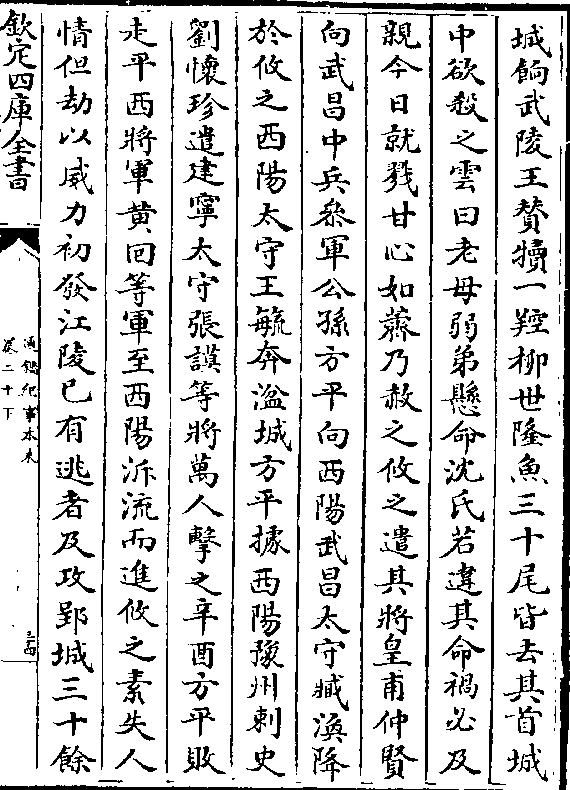 城餉武陵王贊犢一羫柳世隆魚三十尾皆去其首城
中欲殺之雲曰老母弱弟懸命沈氏若違其命禍必及
親今日就戮甘心如薺乃赦之攸之遣其將皇甫仲賢
向武昌中兵參軍公孫方平向西陽武昌太守臧渙降
於攸之西陽太守王毓奔湓城方平據西陽豫州刺史
劉懷珍遣建寧太守張謨等將萬人擊之辛酉方平敗
走平西將軍黄回等軍至西陽泝流而進攸之素失人
情但劫以威力初發江陵已有逃者及攻郢城三十餘
欽定四庫全書
通鑑紀事本末
卷二十下